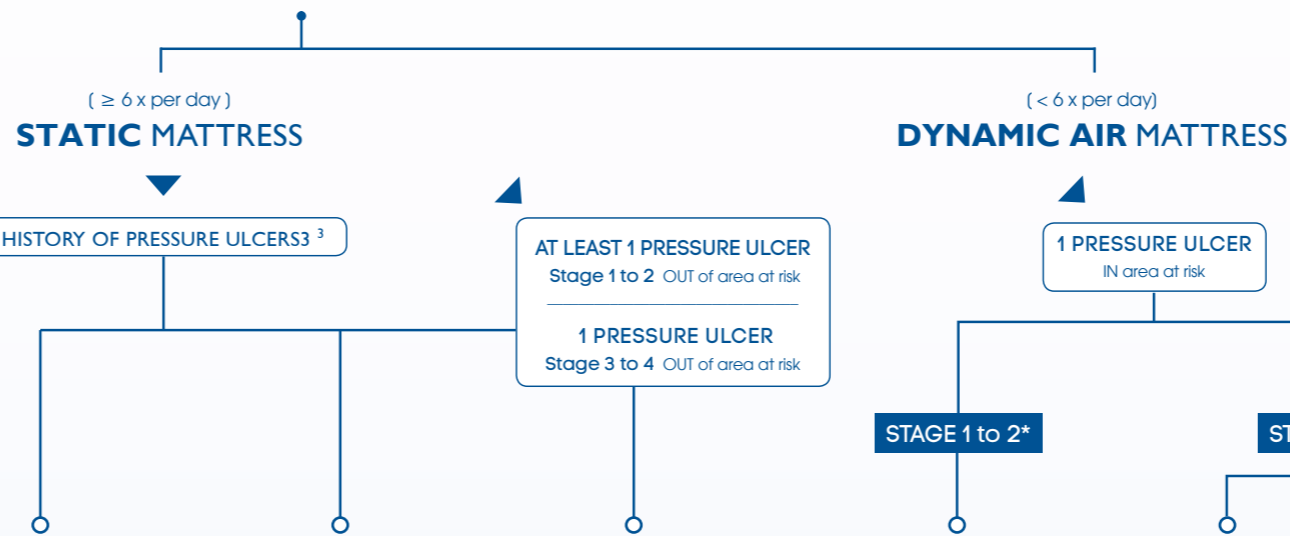 ( ≥ 6 x per day )
STATIC MATTRESS
HISTORY OF PRESSURE ULCERS3 ³
AT LEAST 1 PRESSURE ULCER
Stage 1 to 2 OUT of area at risk
1 PRESSURE ULCER
Stage 3 to 4 OUT of area at risk
( < 6 x per day)
DYNAMIC AIR MATTRESS
1 PRESSURE ULCER
IN area at risk
STAGE 1 to 2*
ST